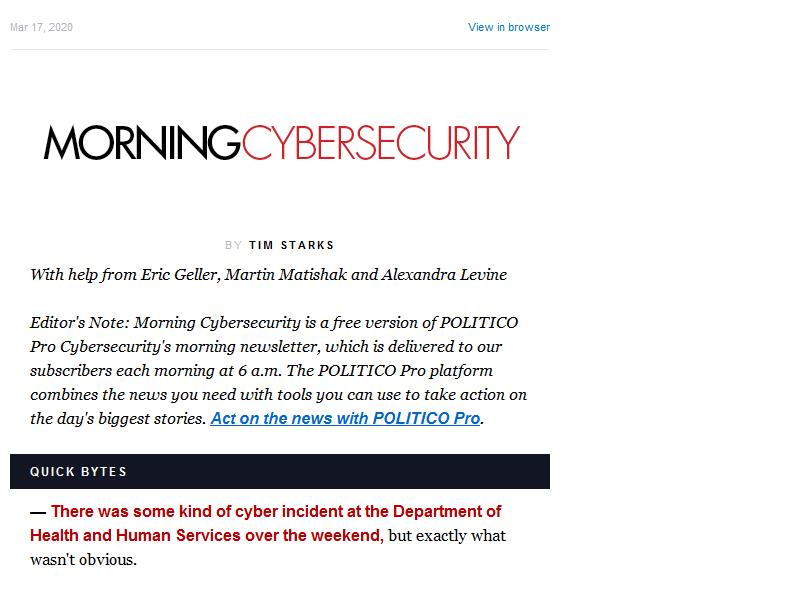 Mar 17, 2020 View in browser
MORNINGCYBERSECURITY
BY TIM STARKS
With help from Eric Geller, Martin Matishak and Alexandra Levine
Editor's Note: Morning Cybersecurity is a free version of POLITICO
Pro Cybersecurity's morning newsletter, which is delivered to our
subscribers each morning at 6 a.m. The POLITICO Pro platform
combines the news you need with tools you can use to take action on
the day's biggest stories. Act on the news with POLITICO Pro.
QUICK BYTES
— There was some kind of cyber incident at the Department of
Health and Human Services over the weekend, but exactly what
wasn't obvious.